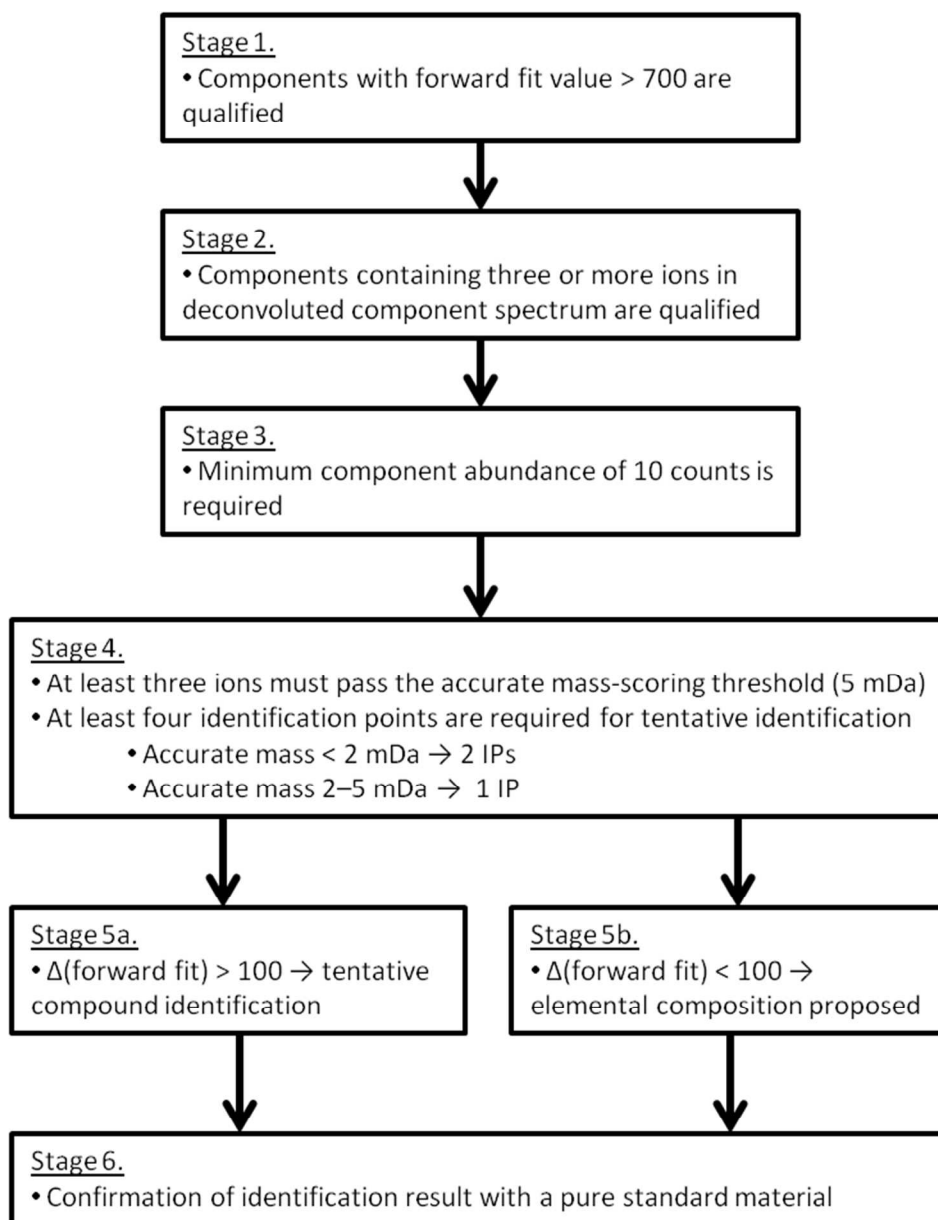 Stage 1.
• Components with forward fit value > 700 are
qualified
Stage 2.
• Components containing three or more ions in
deconvoluted component spectrum are qualified
Stage 3.
• Minimum component abundance of 10 counts is
required
Stage 4.
• At least three ions must pass the accurate mass-scoring threshold (5 mDa)
• At least four identification points are required for tentative identification
• Accurate mass < 2 mDa → 2 IPs
• Accurate mass 2–5 mDa → 1 IP
Stage 5a.
• Δ(forward fit) > 100 → tentative
compound identification
Stage 5b.
• Δ(forward fit) < 100 →
elemental composition proposed
Stage 6.
• Confirmation of identification result with a pure standard material